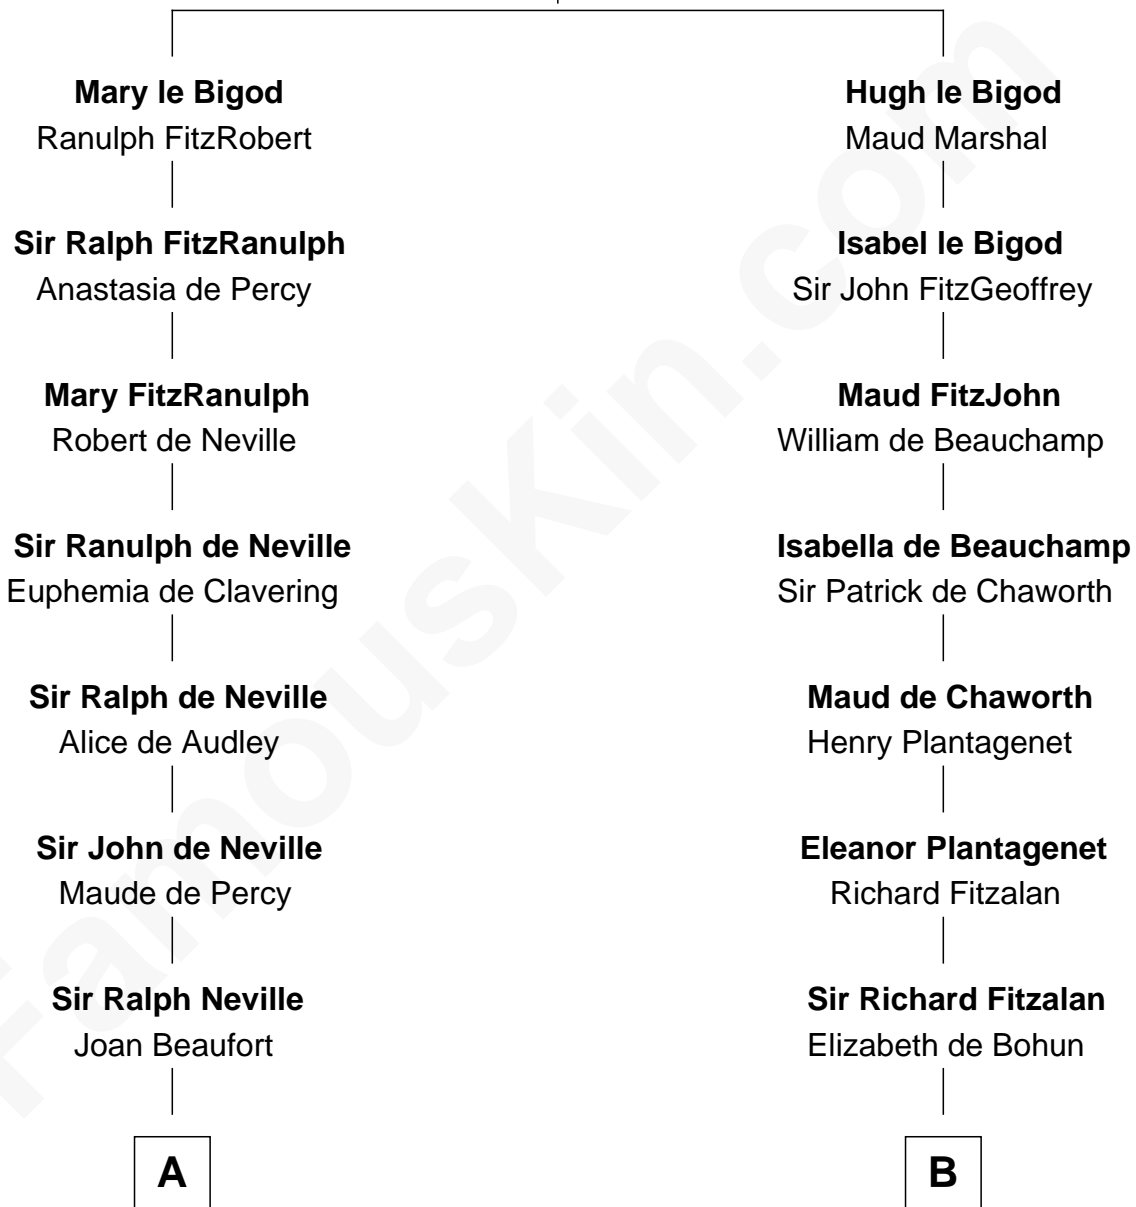 Mary le Bigod
Ranulph FitzRobert
Sir Ralph FitzRanulph
Anastasia de Percy
Mary FitzRanulph
Robert de Neville
Sir Ranulph de Neville
Euphemia de Clavering
Sir Ralph de Neville
Alice de Audley
Sir John de Neville
Maude de Percy
Sir Ralph Neville
Joan Beaufort
A
Hugh le Bigod
Maud Marshal
Isabel le Bigod
Sir John FitzGeoffrey
Maud FitzJohn
William de Beauchamp
Isabella de Beauchamp
Sir Patrick de Chaworth
Maud de Chaworth
Henry Plantagenet
Eleanor Plantagenet
Richard Fitzalan
Sir Richard Fitzalan
Elizabeth de Bohun
B
FamousKin.com